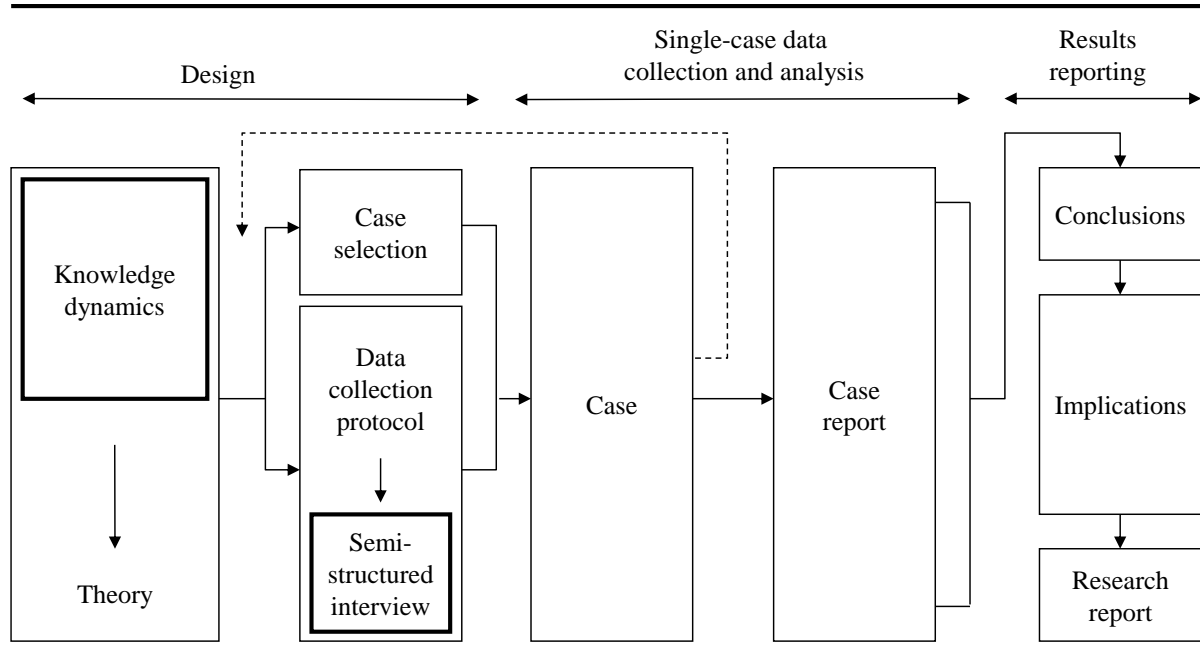 Design
Single-case data
collection and analysis
Results
reporting
Knowledge
dynamics
Theory
Case
selection
Data
collection
protocol
Semi-
structured
interview
Case
Case
report
Conclusions
Implications
Research
report